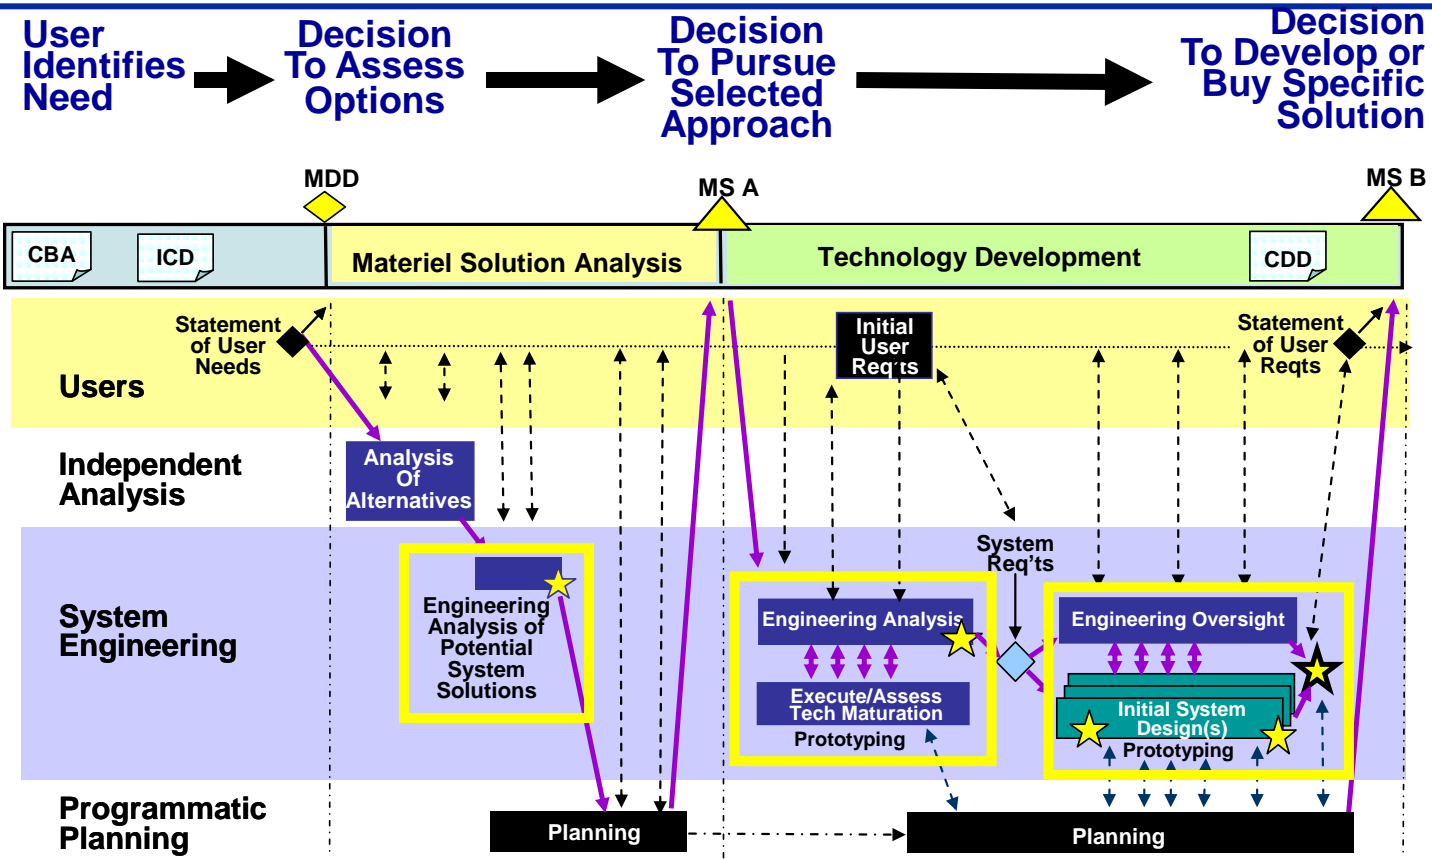 User
Identifies
Need
Decision
To Assess
Options
Decision
To Pursue
Selected
Approach
Decision
To Develop or
Buy Specific
Solution
MDD
MS A
MS B
CBA
ICD
Materiel Solution Analysis
Technology Development
CDD
Statement
of User
Needs
Initial
User
Req'ts
Statement
of User
Reqts
Users
Independent
Analysis
Analysis
Of
Alternatives
System
Req'ts
System
Engineering
Engineering
Analysis of
Potential
System
Solutions
Engineering Analysis
Execute/Assess
Tech Maturation
Prototyping
Engineering Oversight
Initial System
Design(s)
Prototyping
Programmatic
Planning
Planning
Planning